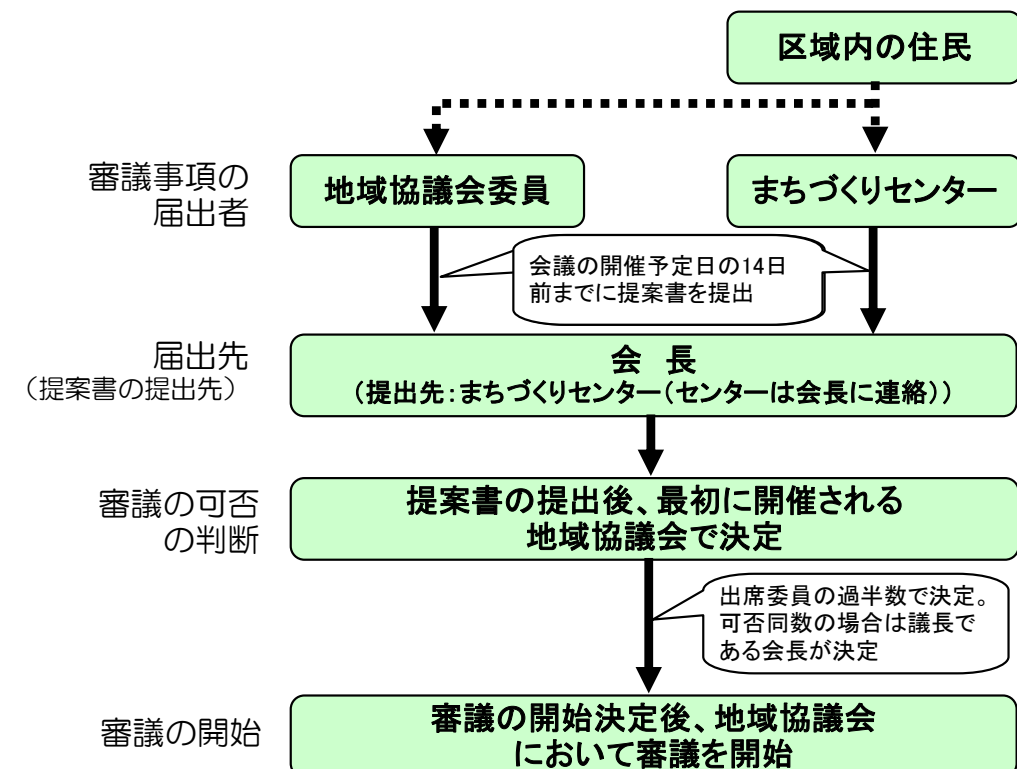 区域内の住民
審議事項の
届出者
地域協議会委員
まちづくりセンター
会議の開催予定日の14日
前までに提案書を提出
届出先
（提案書の提出先）
会　長
（提出先：まちづくりセンター（センターは会長に連絡））
審議の可否
の判断
提案書の提出後、最初に開催される
地域協議会で決定
出席委員の過半数で決定。
可否同数の場合は議長で
ある会長が決定
審議の開始
審議の開始決定後、地域協議会
において審議を開始